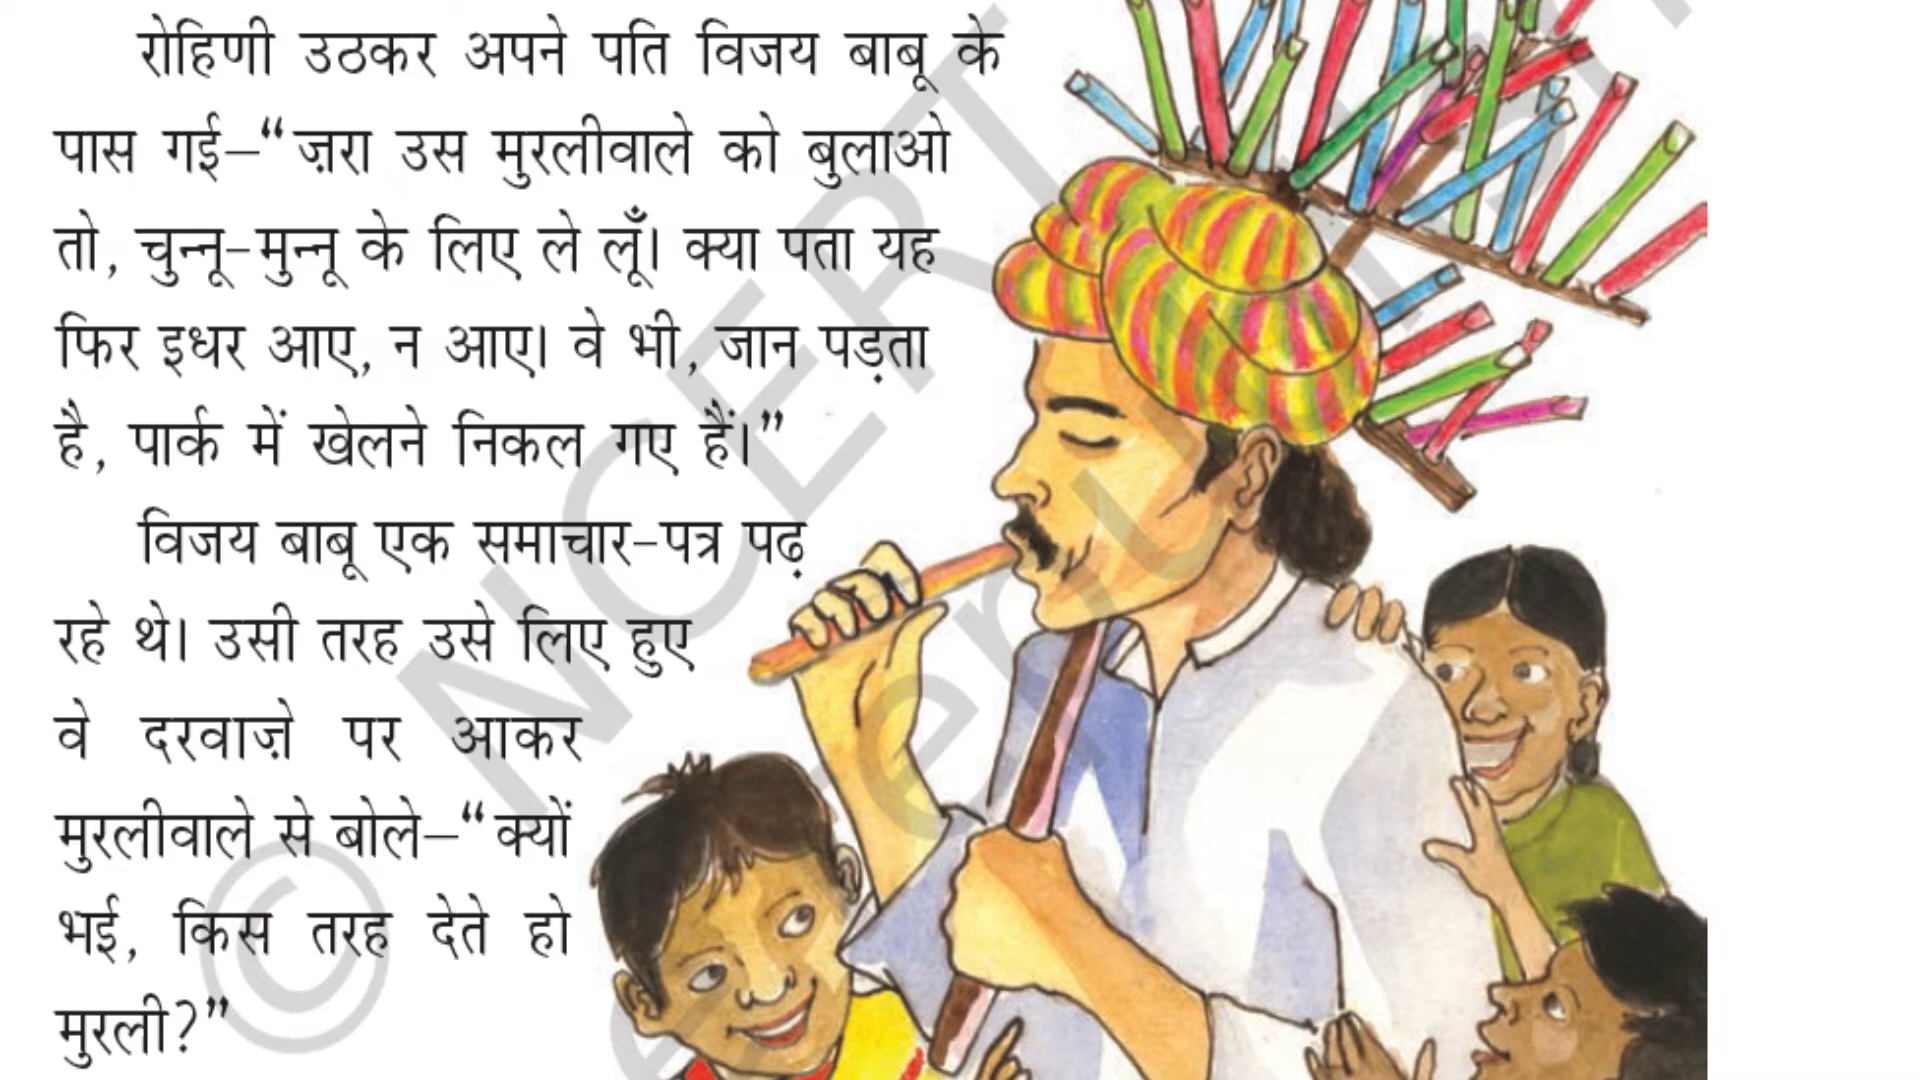 रोहिणी उठकर अपने पति विजय बाबू के
पास गई–“ज़रा उस मुरलीवाले को बुलाओ
तो, चुन्नू-मुन्नू के लिए ले लूँ। क्या पता यह
फिर इधर आए, न आए। वे भी, जान पड़ता
है, पार्क में खेलने निकल गए हैं।”
विजय बाबू एक समाचार-पत्र पढ़
रहे थे। उसी तरह उसे लिए हुए
वे दरवाज़े पर आकर
मुरलीवाले से बोले–“क्यों
भई, किस तरह देते हो
मुरली?”
© NCERT